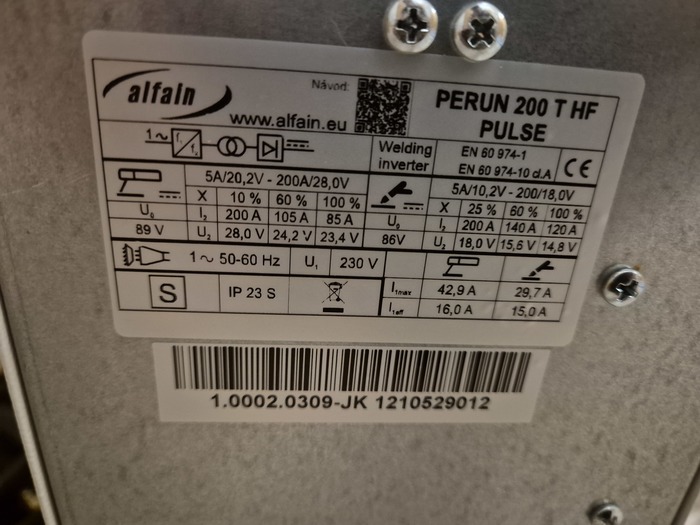 alfain
Návod:
www.alfain.eu
PERUN 200 T HF
PULSE
1~ f₁ f₂
Welding
inverter
EN 60 974-1
EN 60 974-10 cl.A
CE
5A/20,2V - 200A/28,0V
X 10 % 60 % 100 %
U₀ I₂ 200 A 105 A 85 A
89 V U₂ 28,0 V 24,2 V 23,4 V
5A/10,2V - 200/18,0V
X 25 % 60 % 100 %
U₀ I₂ 200 A 140 A 120 A
86V U₂ 18,0 V 15,6 V 14,8 V
1~ 50-60 Hz U₁ 230 V
S IP 23 S
I₁max 42,9 A 29,7 A
I₁eff 16,0 A 15,0 A
1.0002.0309-JK 1210529012